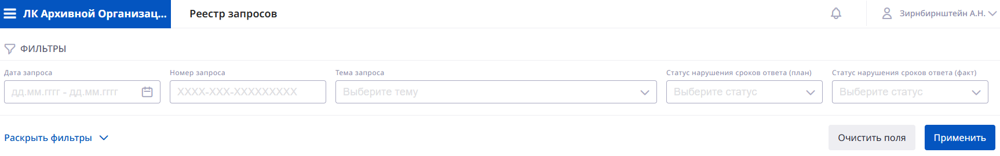 ЛК Архивной Организац...
Реестр запросов
Зирнбирнштейн А.Н.
ФИЛЬТРЫ
Дата запроса
Номер запроса
Тема запроса
Статус нарушения сроков ответа (план)
Статус нарушения сроков ответа (факт)
дд.мм.гггг - дд.мм.гггг
XXXX-XXX-XXXXXXXXX
Выберите тему
Выберите статус
Выберите статус
Раскрыть фильтры
Очистить поля
Применить